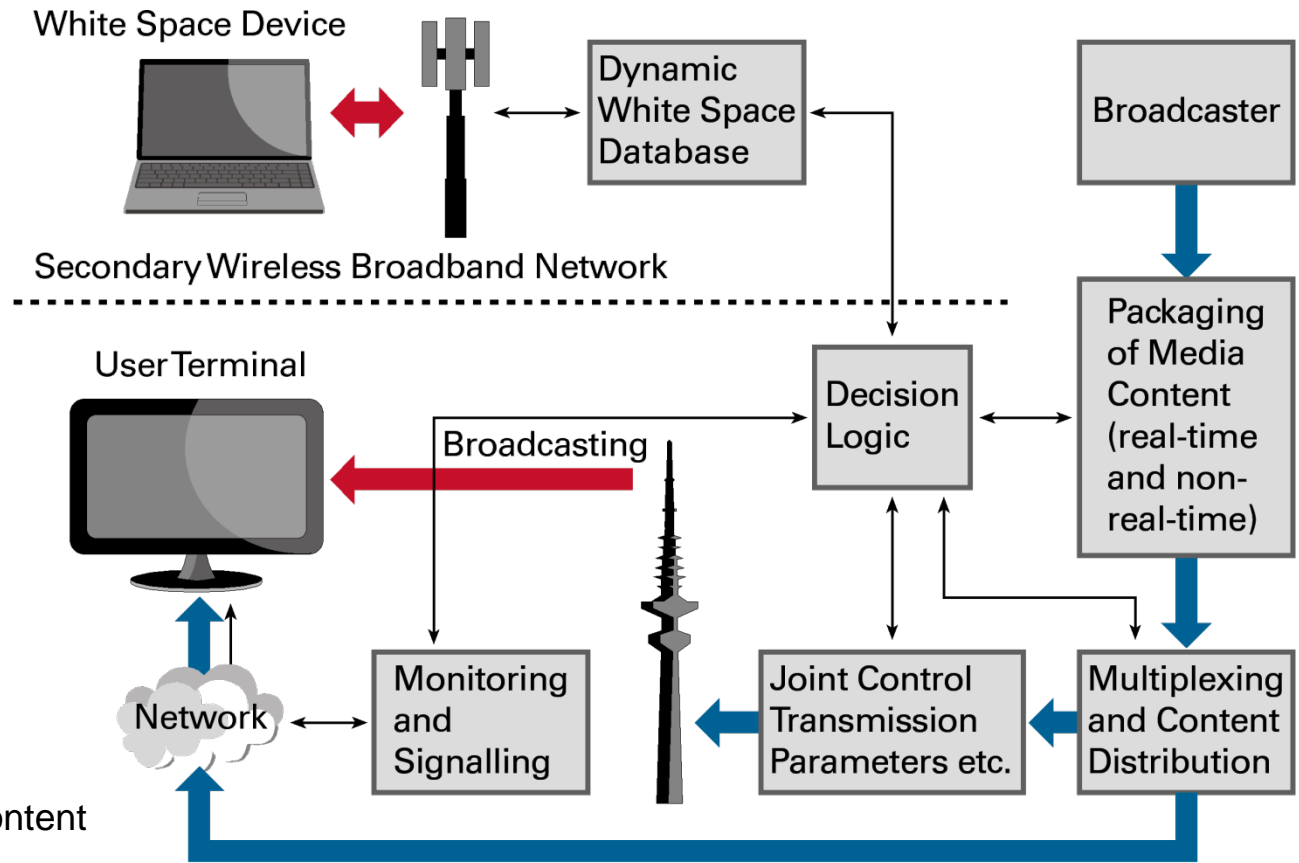 White Space Device
Dynamic
White Space
Database
Broadcaster
Secondary Wireless Broadband Network
Packaging
of Media
Content
(real-time
and non-
real-time)
User Terminal
Decision
Logic
Broadcasting
Monitoring
and
Signalling
Joint Control
Transmission
Parameters etc.
Multiplexing
and Content
Distribution
Network
ontent